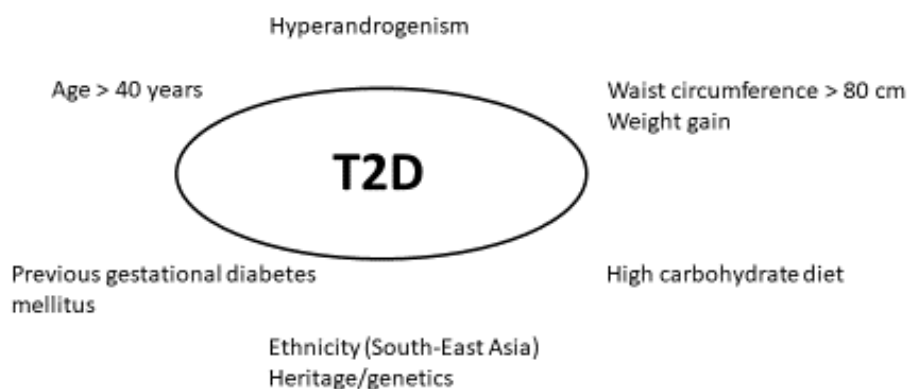 Hyperandrogenism
Age > 40 years
Waist circumference > 80 cm
Weight gain
T2D
Previous gestational diabetes
mellitus
High carbohydrate diet
Ethnicity (South-East Asia)
Heritage/genetics